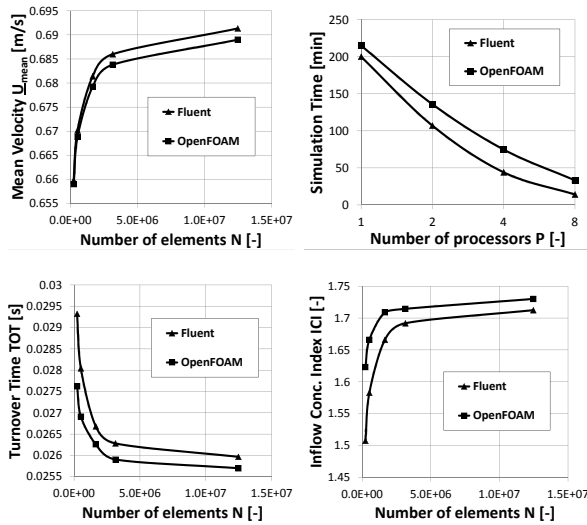 0.695
0.69
0.685
0.68
0.675
0.67
0.665
0.66
0.655
Mean Velocity U_mean [m/s]
Fluent
OpenFOAM
0.0E+00 5.0E+06 1.0E+07 1.5E+07
Number of elements N [-]
250
200
150
100
50
0
Simulation Time [min]
Fluent
OpenFOAM
1 2 4 8
Number of processors P [-]
0.03
0.0295
0.029
0.0285
0.028
0.0275
0.027
0.0265
0.026
0.0255
Turnover Time TOT [s]
Fluent
OpenFOAM
0.0E+00 5.0E+06 1.0E+07 1.5E+07
Number of elements N [-]
1.75
1.7
1.65
1.6
1.55
1.5
1.45
Inflow Conc. Index ICI [-]
Fluent
OpenFOAM
0.0E+00 5.0E+06 1.0E+07 1.5E+07
Number of elements N [-]